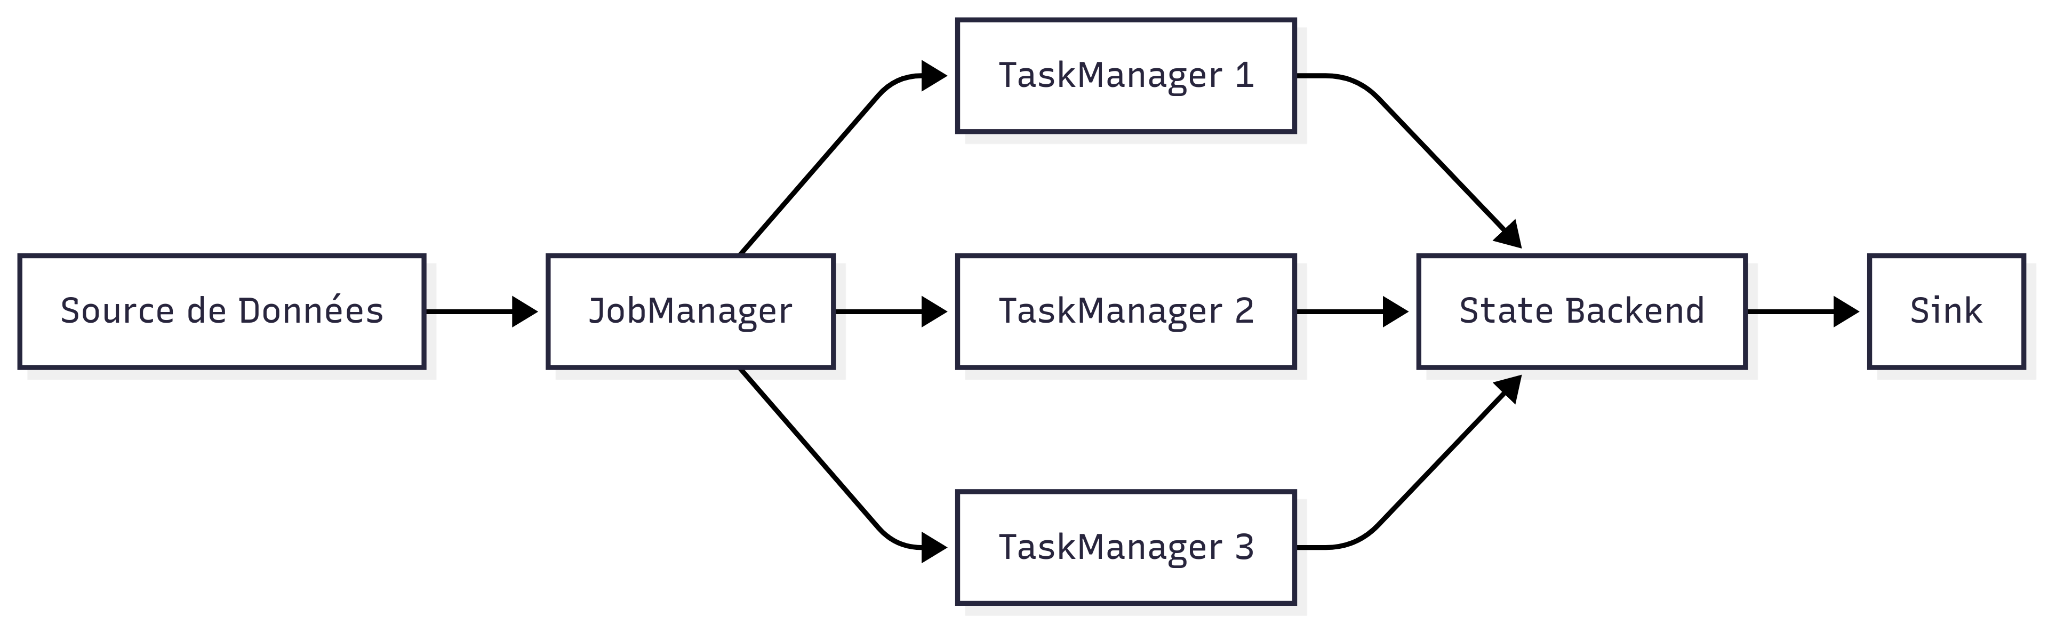 Source de Données
JobManager
TaskManager 1
TaskManager 2
TaskManager 3
State Backend
Sink